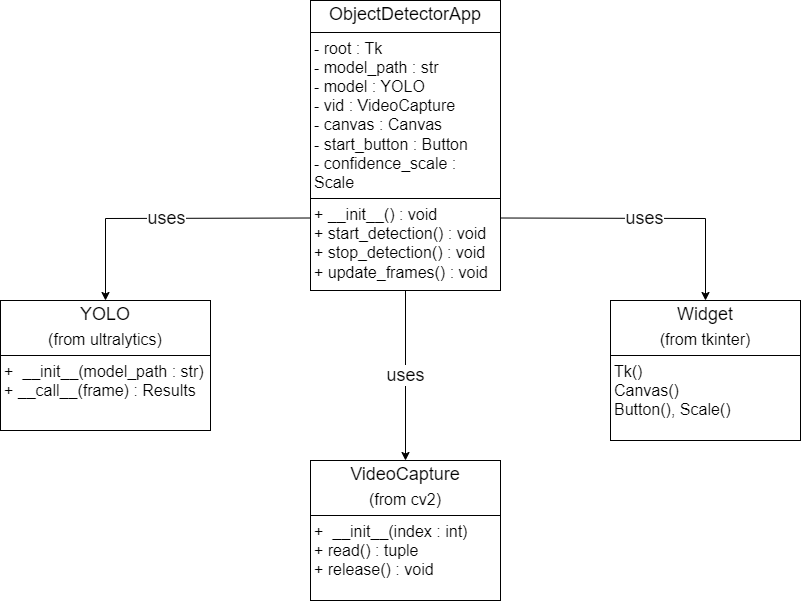 ObjectDetectorApp
- root : Tk
- model_path : str
- model : YOLO
- vid : VideoCapture
- canvas : Canvas
- start_button : Button
- confidence_scale :
Scale
+ __init__() : void
+ start_detection() : void
+ stop_detection() : void
+ update_frames() : void
uses
uses
uses
YOLO
(from ultralytics)
+  __init__(model_path : str)
+ __call__(frame) : Results
Widget
(from tkinter)
Tk()
Canvas()
Button(), Scale()
VideoCapture
(from cv2)
+  __init__(index : int)
+ read() : tuple
+ release() : void